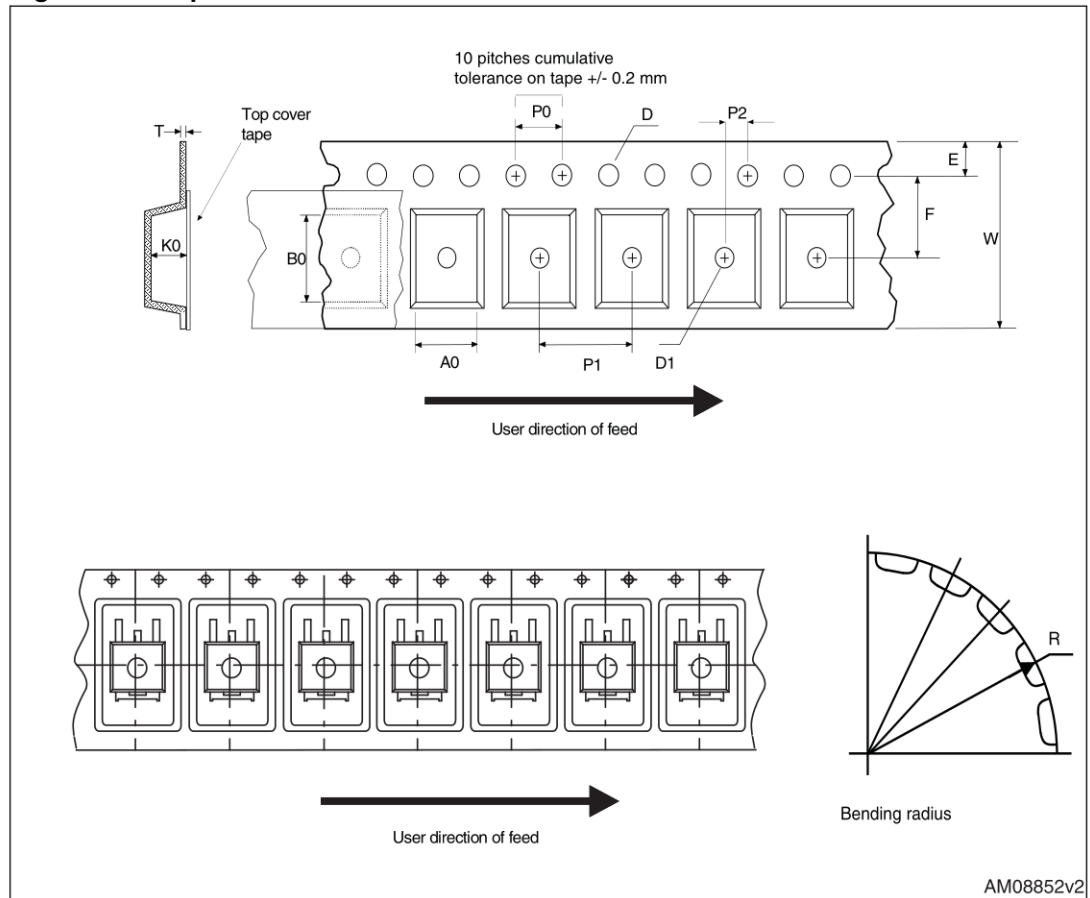 10 pitches cumulative
tolerance on tape +/- 0.2 mm
P0
D
P2
T
Top cover
tape
E
F
W
K0
B0
A0
P1
D1
User direction of feed
R
Bending radius
User direction of feed
AM08852v2